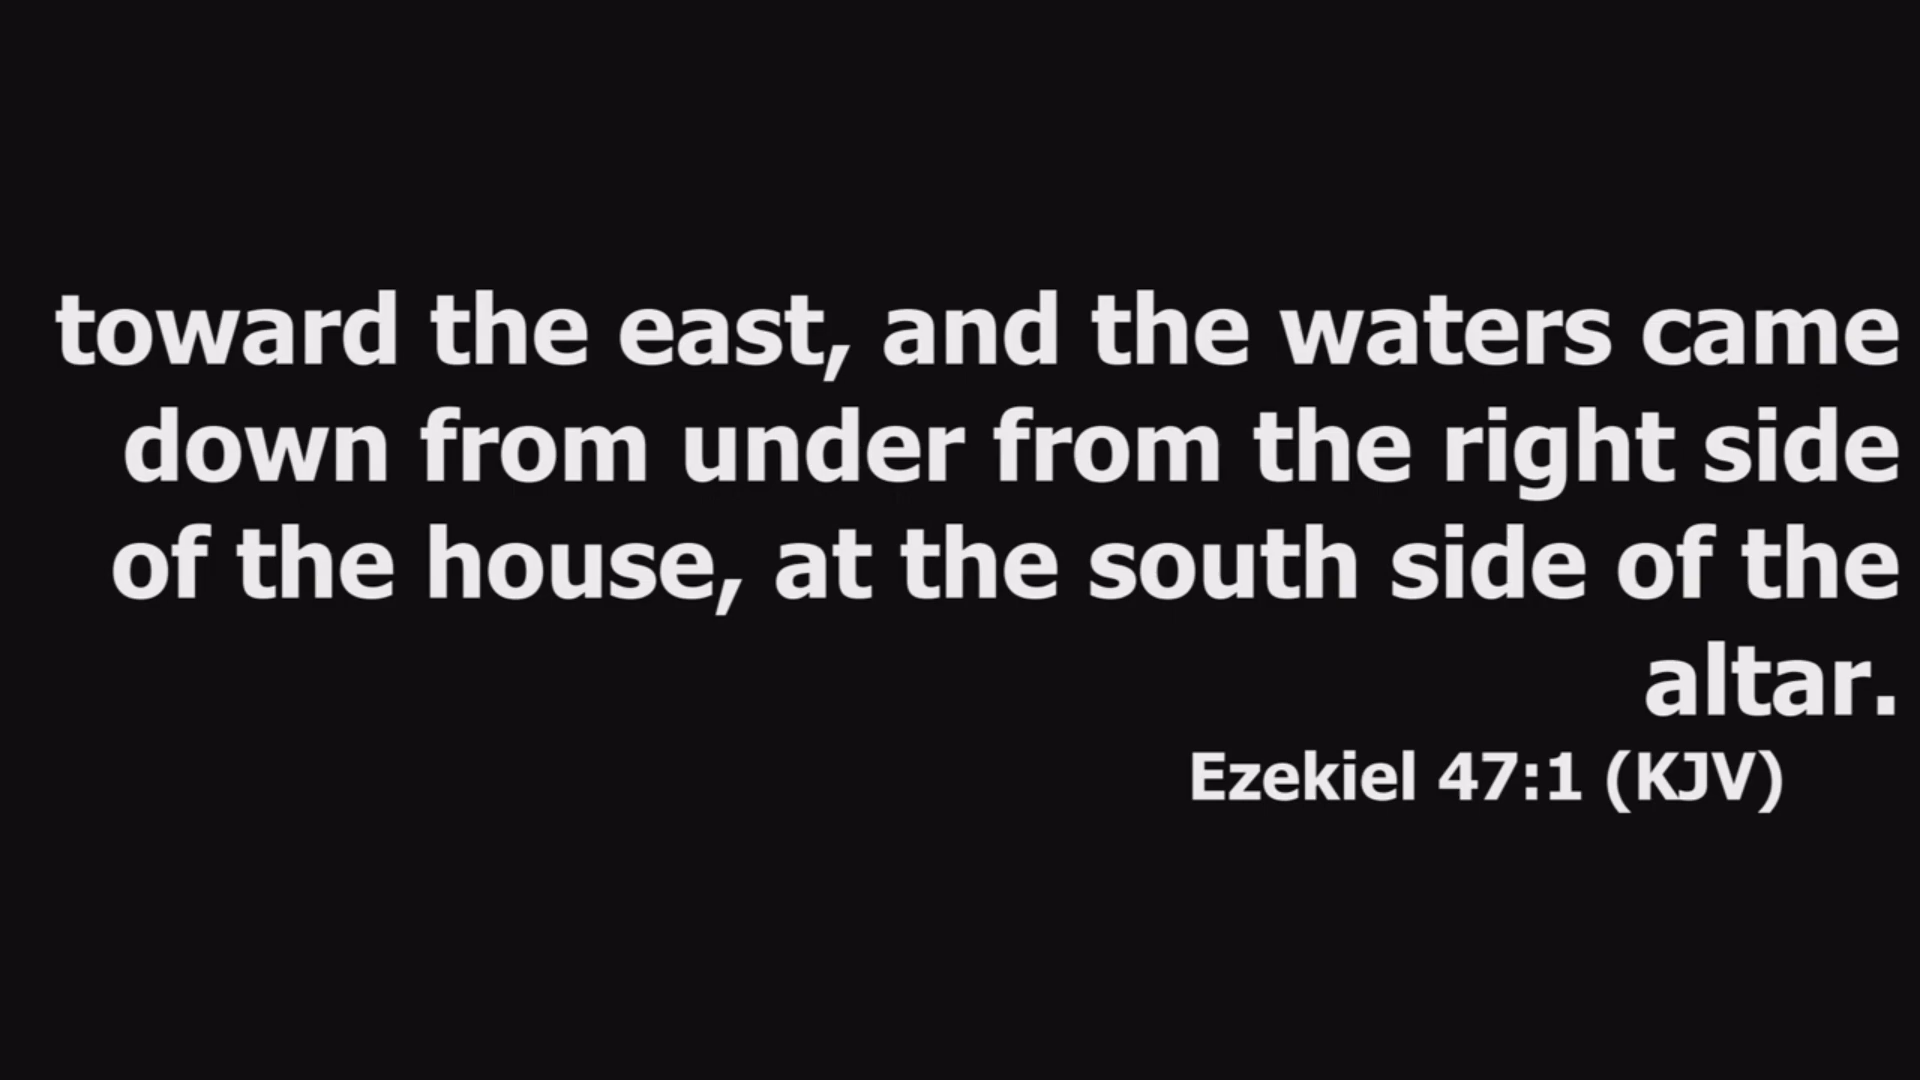 toward the east, and the waters came
down from under from the right side
of the house, at the south side of the
altar.
Ezekiel 47:1 (KJV)